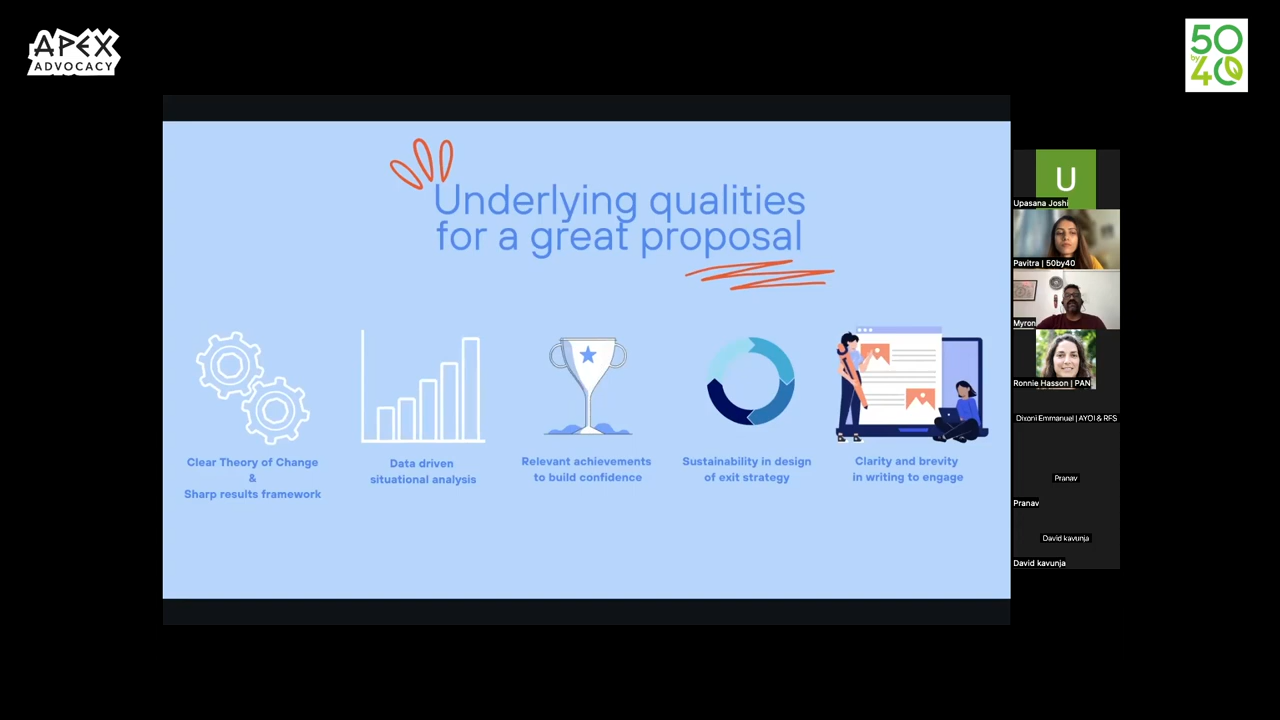 APEX
ADVOCACY
50
by
40
Underlying qualities
for a great proposal
Clear Theory of Change
&
Sharp results framework
Data driven
situational analysis
Relevant achievements
to build confidence
Sustainability in design
of exit strategy
Clarity and brevity
in writing to engage
U
Upasana Joshi
Pavitra | 50by40
Myron
Ronnie Hasson | PAN
Dixoni Emmanuel | AYOI & RFS
Pranav
Pranav
David kavunja
David kavunja